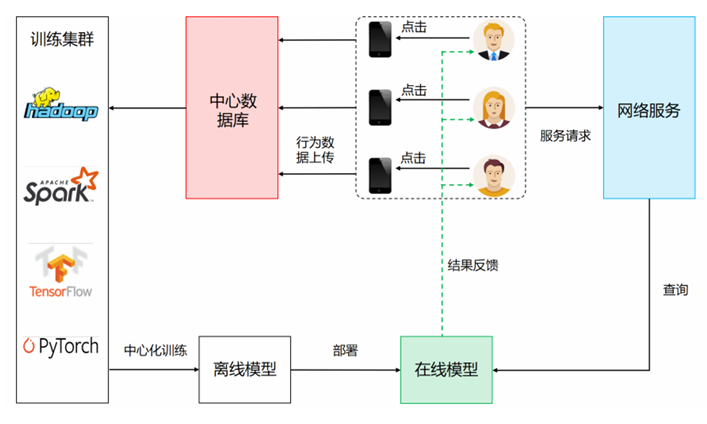 训练集群
hadoop
APACHE
Spark
TensorFlow
PyTorch
中心数
据库
行为数
据上传
点击
点击
点击
服务请求
网络服务
结果反馈
查询
中心化训练
离线模型
部署
在线模型